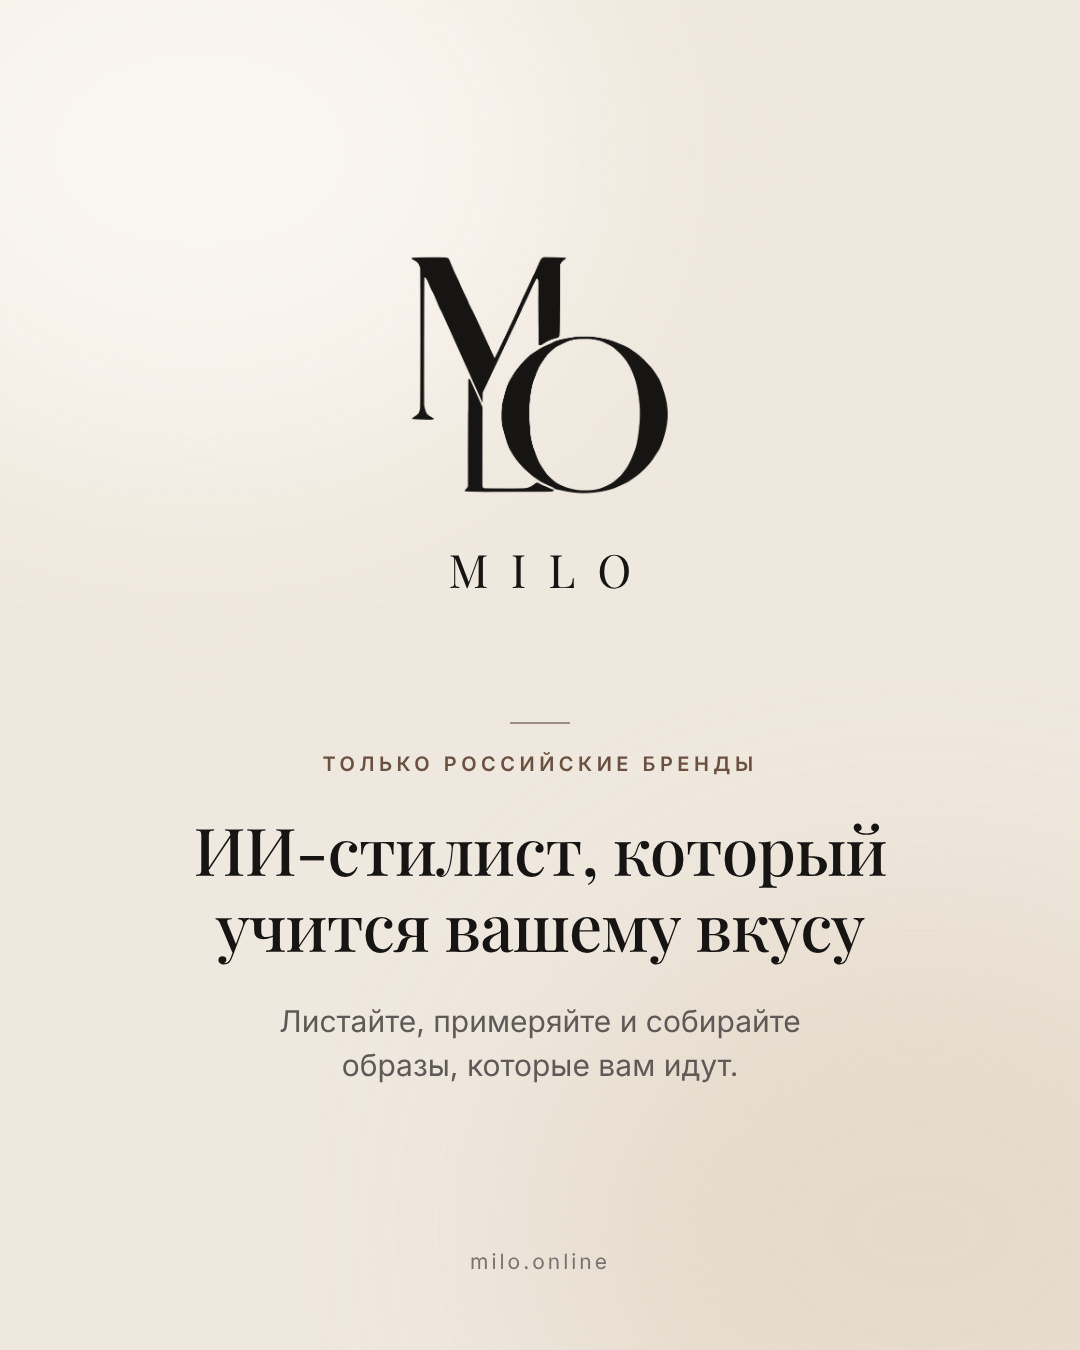 MLO
MILO
ТОЛЬКО РОССИЙСКИЕ БРЕНДЫ
ИИ-стилист, который
учится вашему вкусу
Листайте, примеряйте и собирайте
образы, которые вам идут.
milo.online